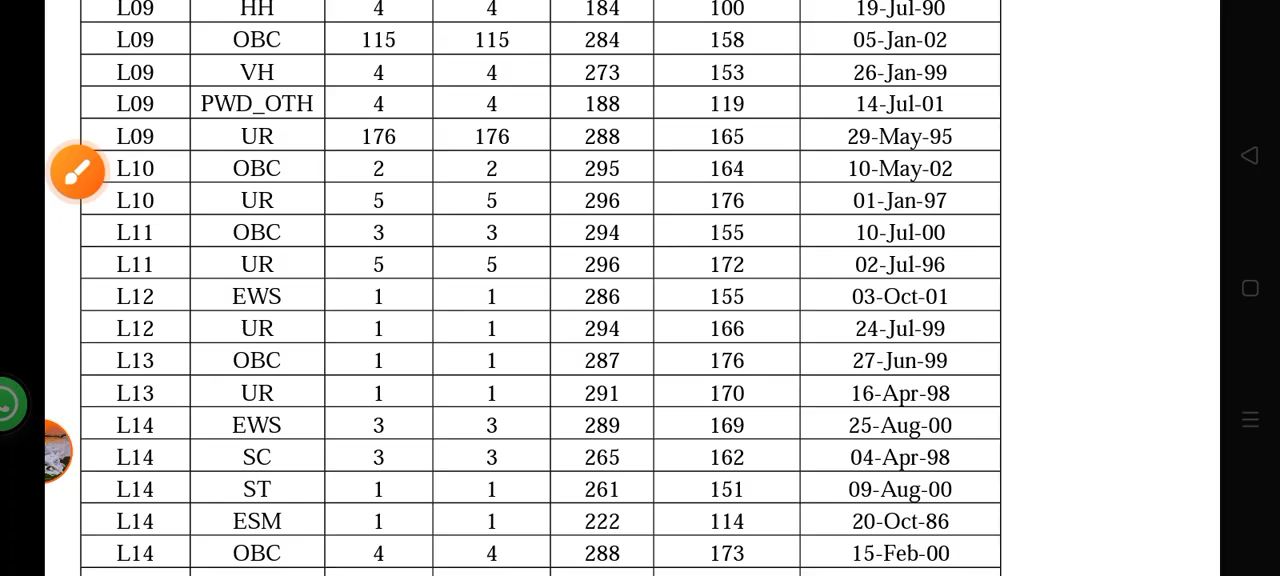 L09 HH 4 4 184 100 19-Jul-90
L09 OBC 115 115 284 158 05-Jan-02
L09 VH 4 4 273 153 26-Jan-99
L09 PWD_OTH 4 4 188 119 14-Jul-01
L09 UR 176 176 288 165 29-May-95
L10 OBC 2 2 295 164 10-May-02
L10 UR 5 5 296 176 01-Jan-97
L11 OBC 3 3 294 155 10-Jul-00
L11 UR 5 5 296 172 02-Jul-96
L12 EWS 1 1 286 155 03-Oct-01
L12 UR 1 1 294 166 24-Jul-99
L13 OBC 1 1 287 176 27-Jun-99
L13 UR 1 1 291 170 16-Apr-98
L14 EWS 3 3 289 169 25-Aug-00
L14 SC 3 3 265 162 04-Apr-98
L14 ST 1 1 261 151 09-Aug-00
L14 ESM 1 1 222 114 20-Oct-86
L14 OBC 4 4 288 173 15-Feb-00